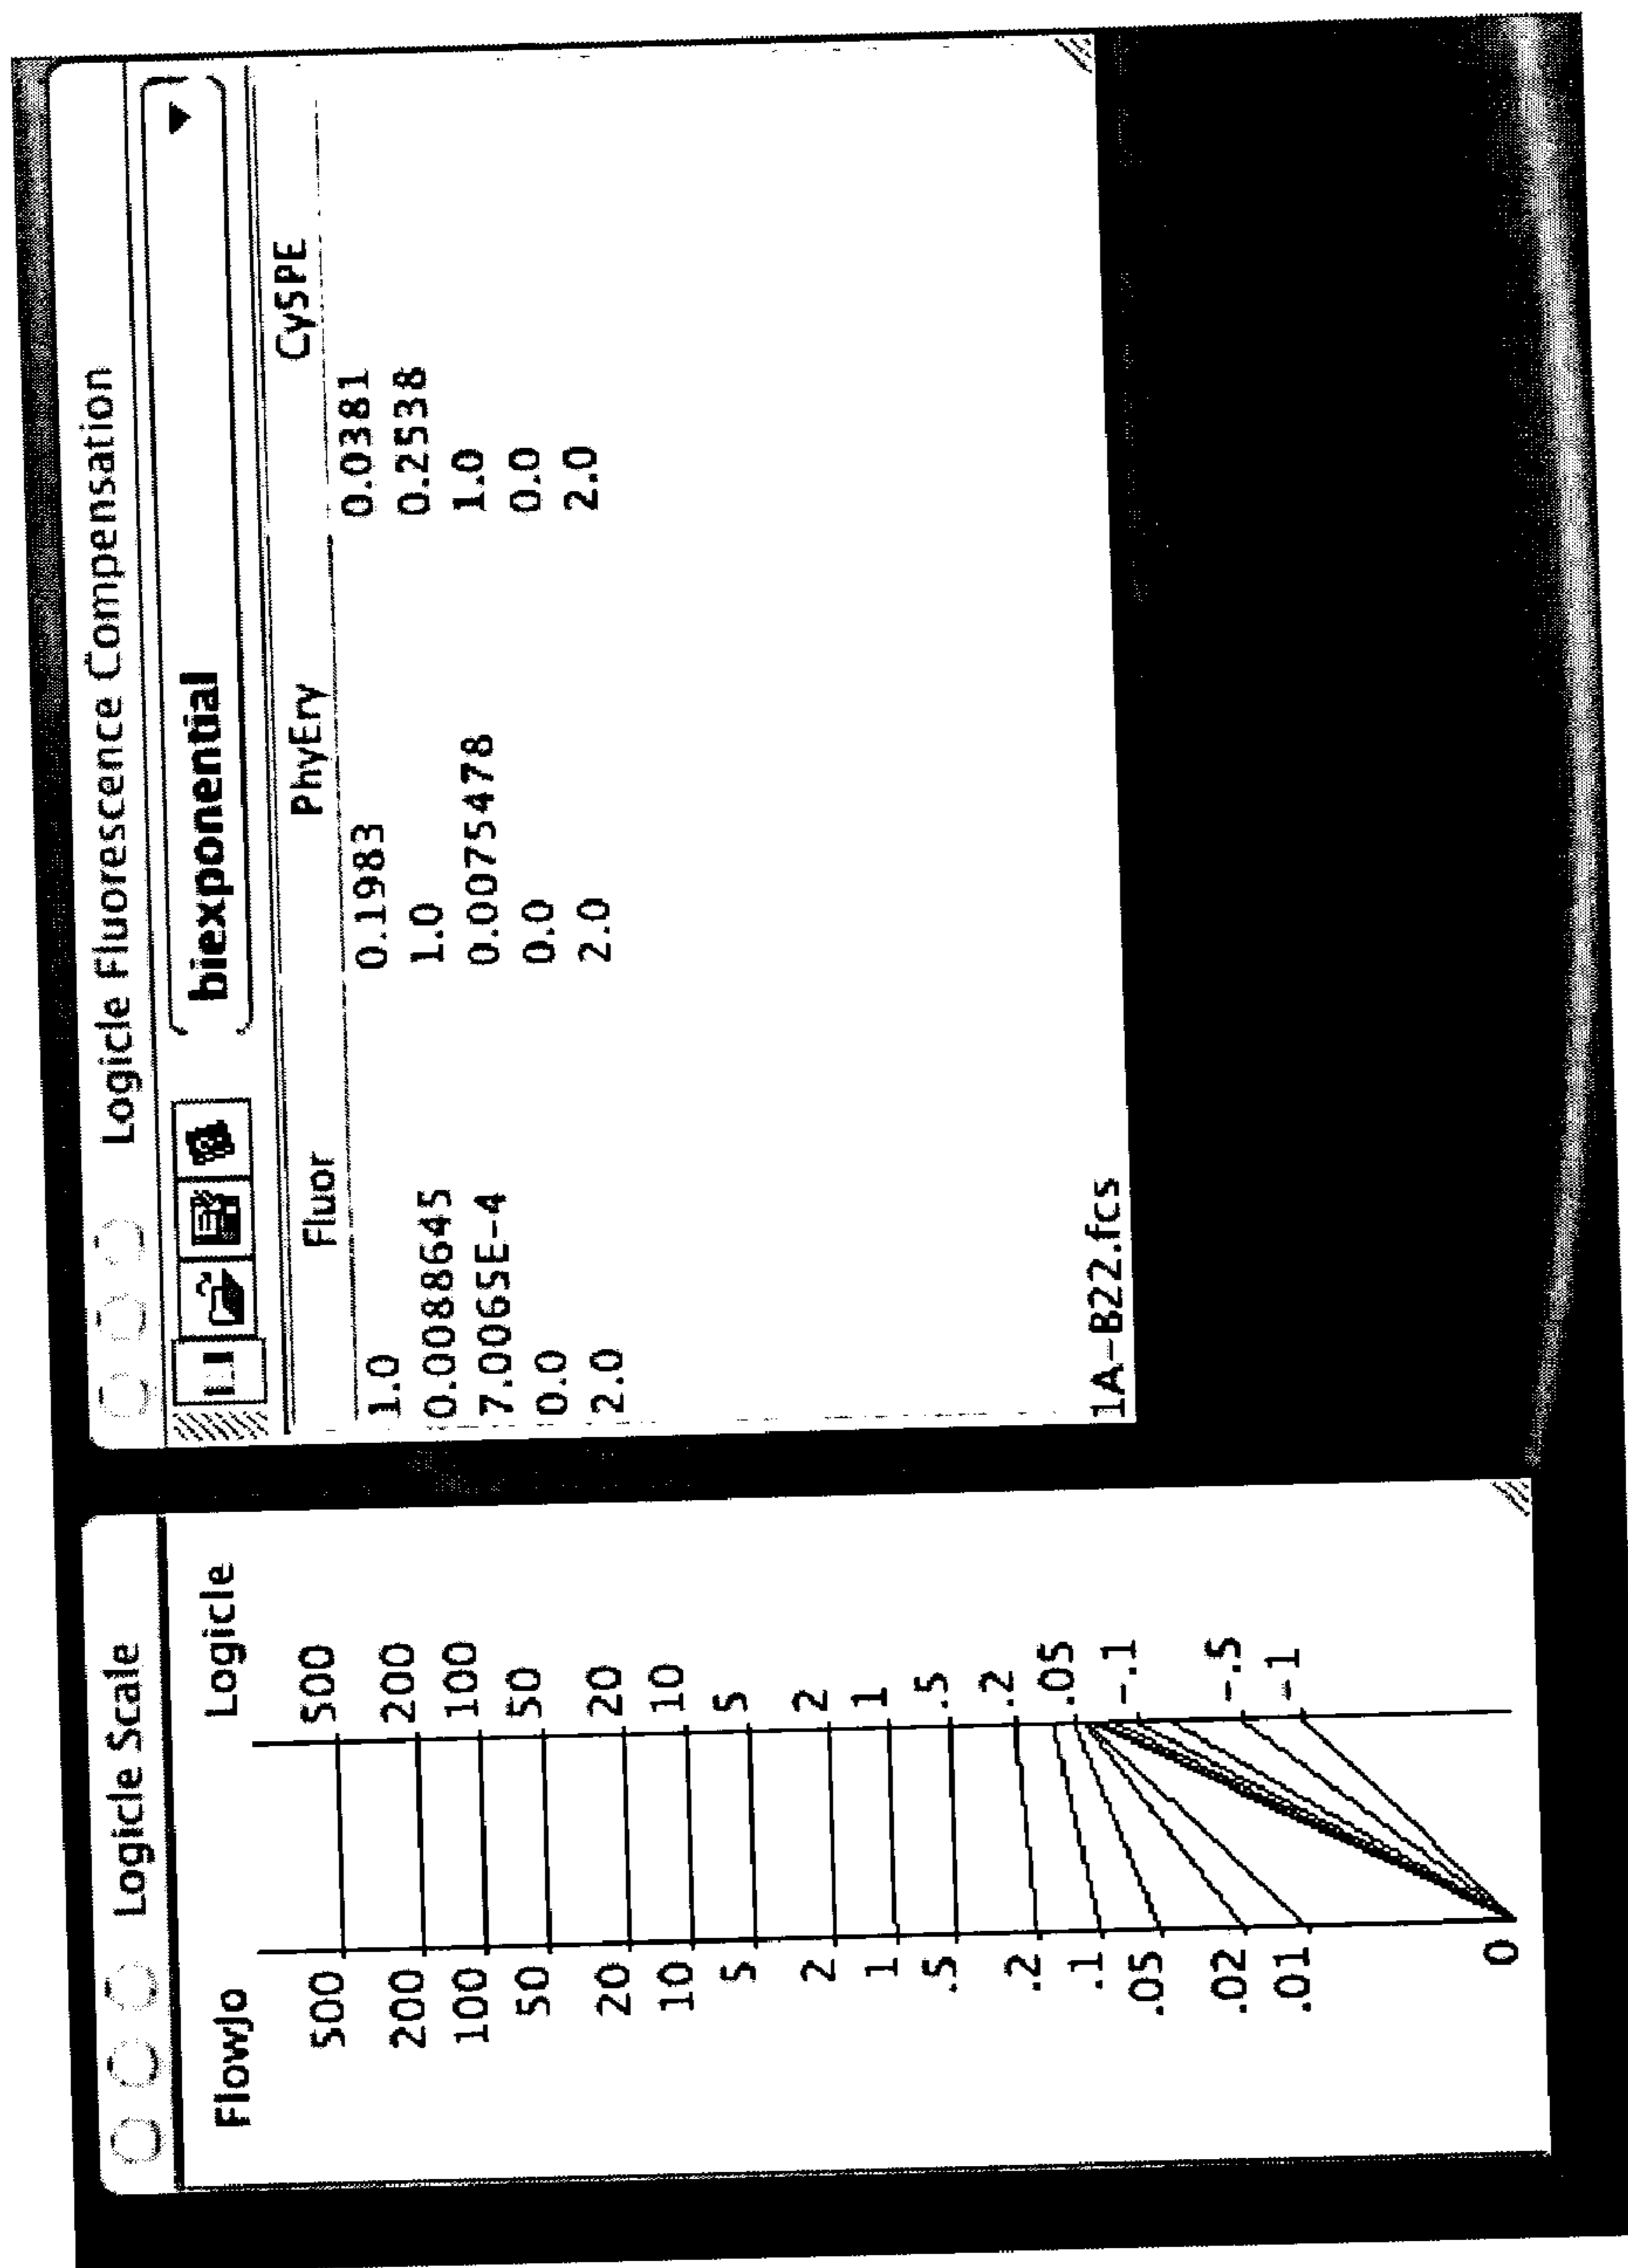 Logicle Scale
FlowJo Logicle
500 500
200 200
100 100
50 50
20 20
10 10
5 5
2 2
1 1
.5 .5
.2 .2
.1 .05
.05 -.1
.02 -.5
.01 -1
0
Logicle Fluorescence Compensation
biexponential
Fluor PhyEry Cy5PE
1.0 0.1983 0.0381
0.0088645 1.0 0.2538
7.0065E-4 0.0075478 1.0
0.0 0.0 0.0
2.0 2.0 2.0
1A-B22.fcs